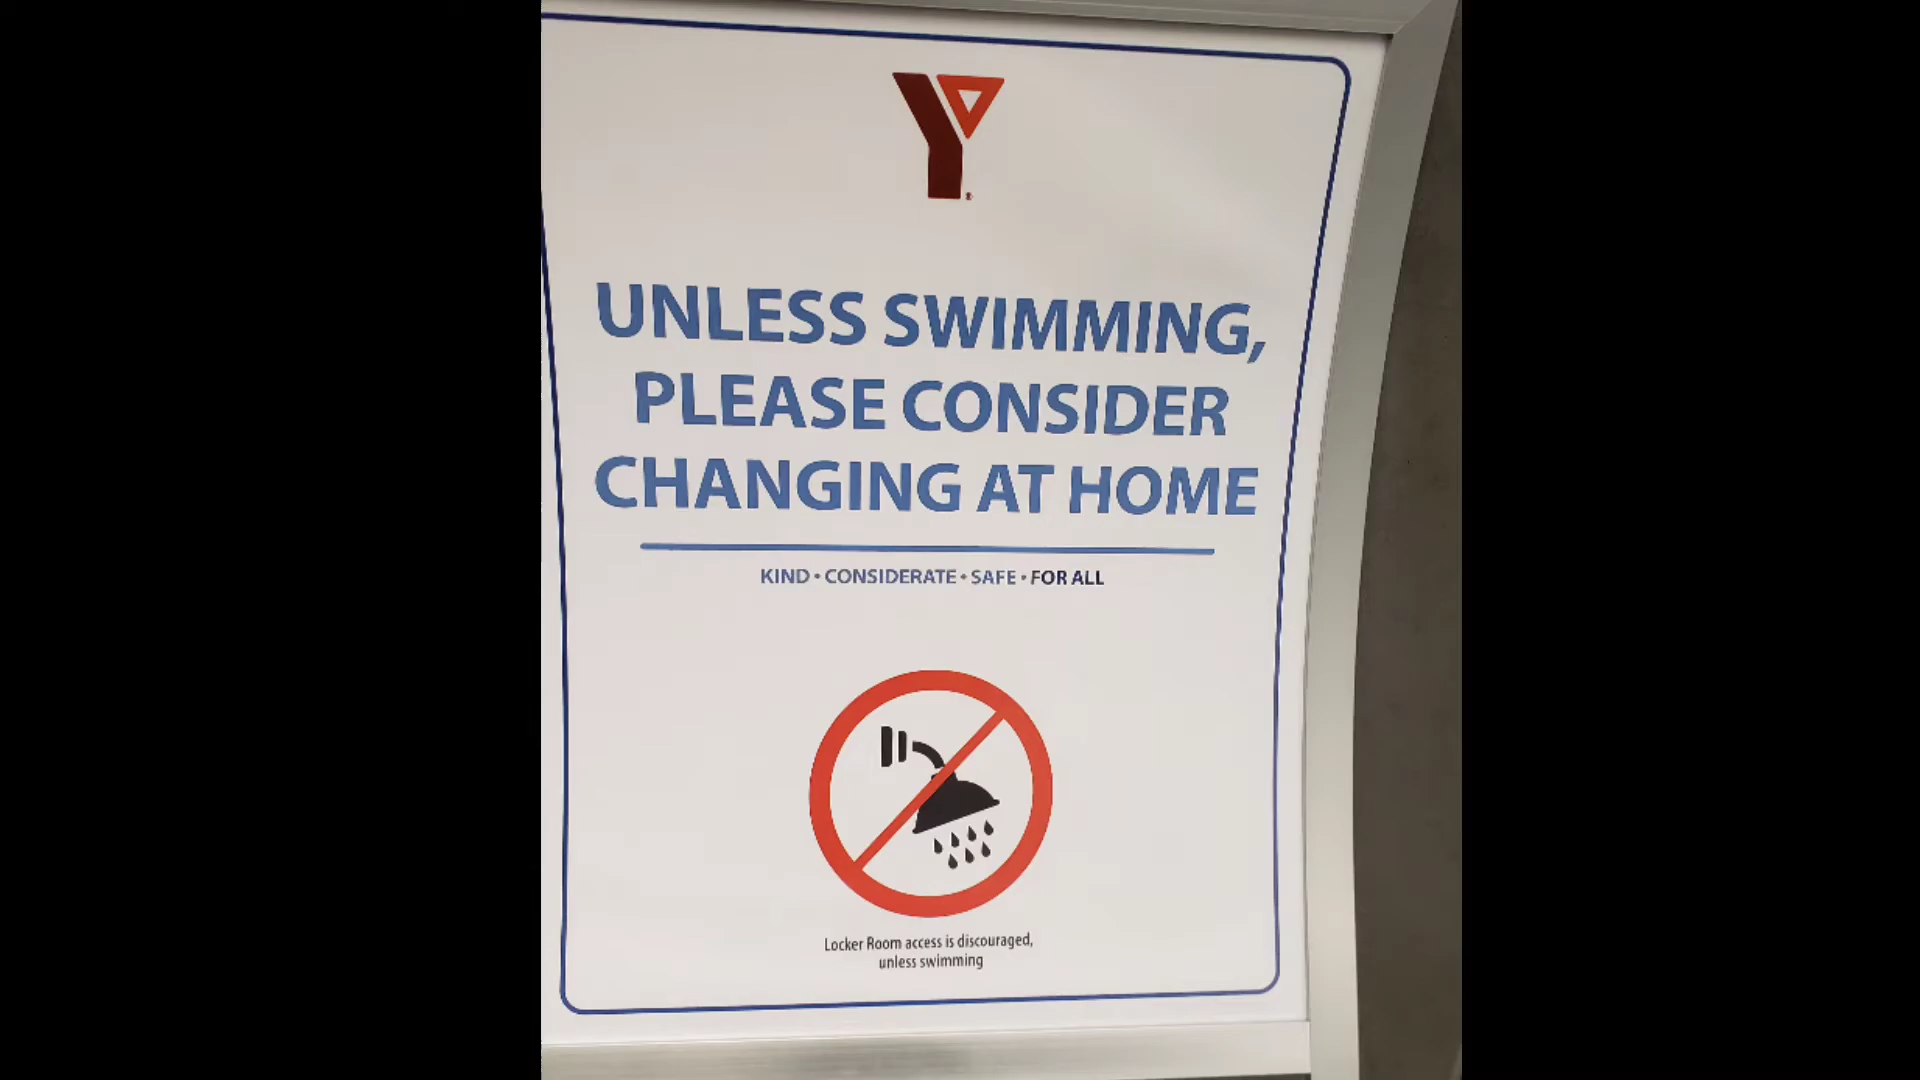 Y
UNLESS SWIMMING,
PLEASE CONSIDER
CHANGING AT HOME
KIND • CONSIDERATE • SAFE • FOR ALL
Locker Room access is discouraged,
unless swimming